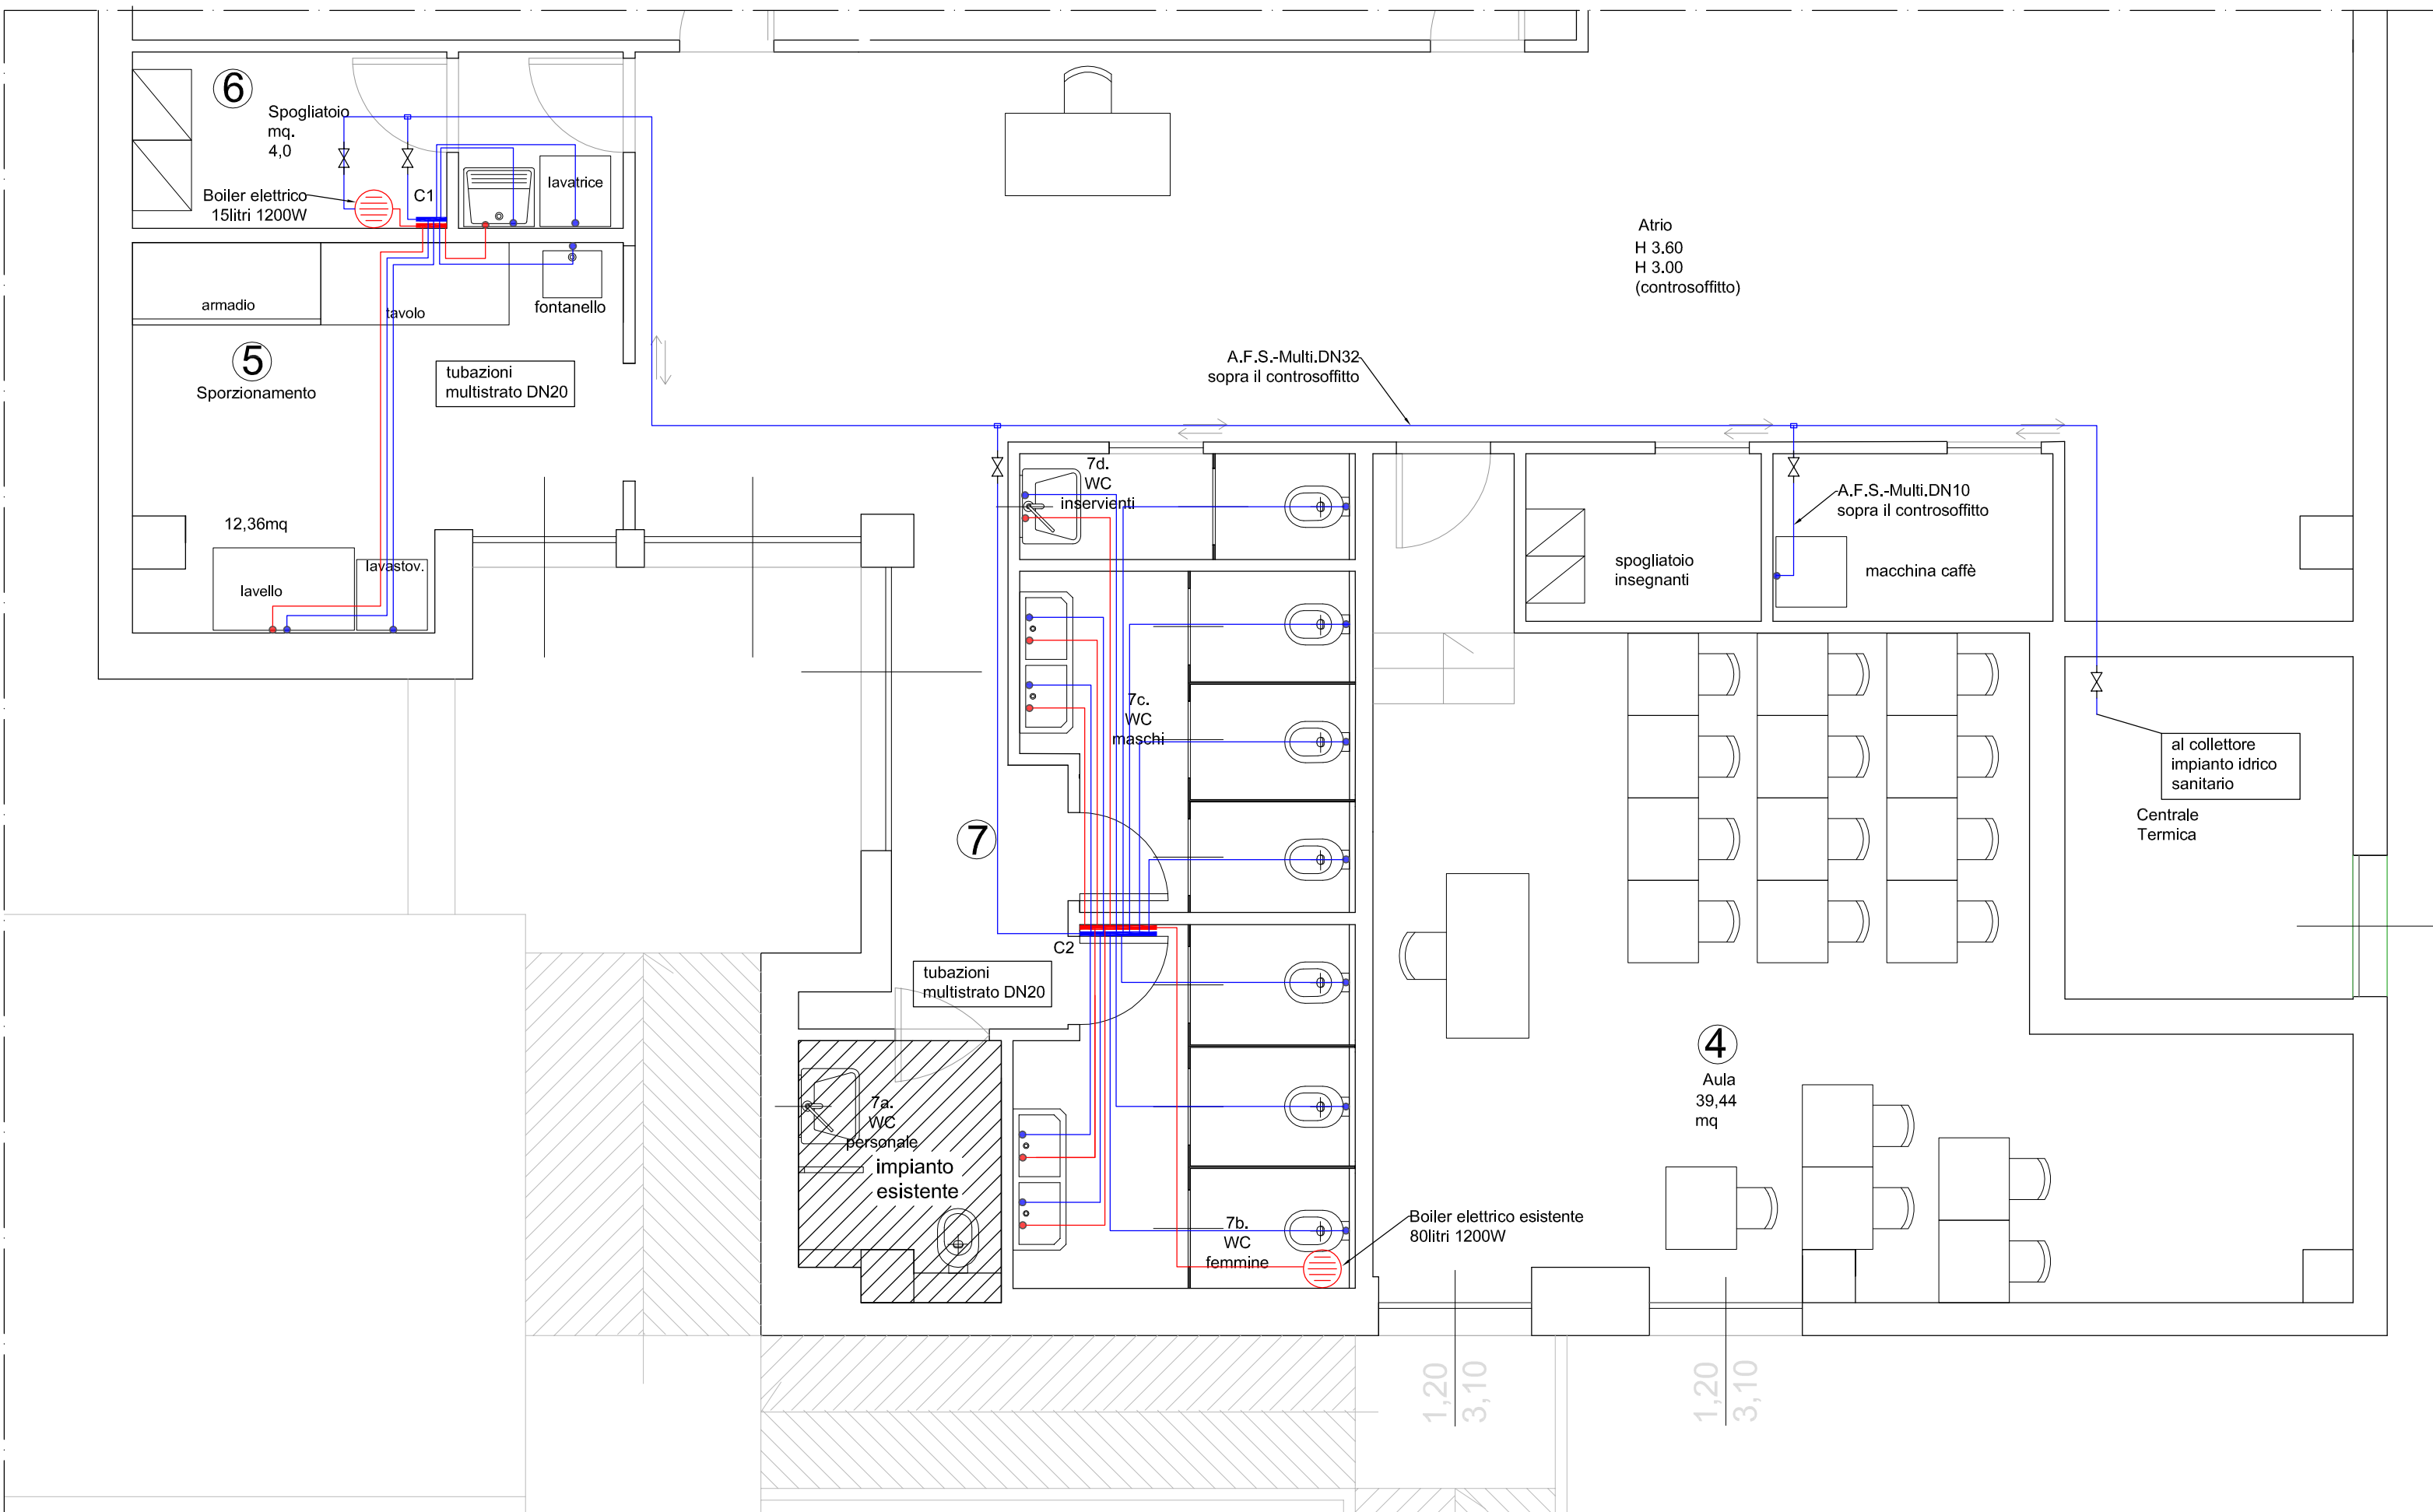 6
Spogliatoio
mq.
4,0
Boiler elettrico
15litri 1200W
C1
lavatrice
armadio
tavolo
fontanello
5
Sporzionamento
tubazioni
multistrato DN20
12,36mq
lavello
lavastov.
Atrio
H 3.60
H 3.00
(controsoffitto)
A.F.S.-Multi.DN32
sopra il controsoffitto
7d.
WC
inservienti
A.F.S.-Multi.DN10
sopra il controsoffitto
spogliatoio
insegnanti
macchina caffè
7c.
WC
maschi
al collettore
impianto idrico
sanitario
Centrale
Termica
7
C2
tubazioni
multistrato DN20
4
Aula
39,44
mq
7a.
WC
personale
impianto
esistente
7b.
WC
femmine
Boiler elettrico esistente
80litri 1200W
1,20
3,10
1,20
3,10